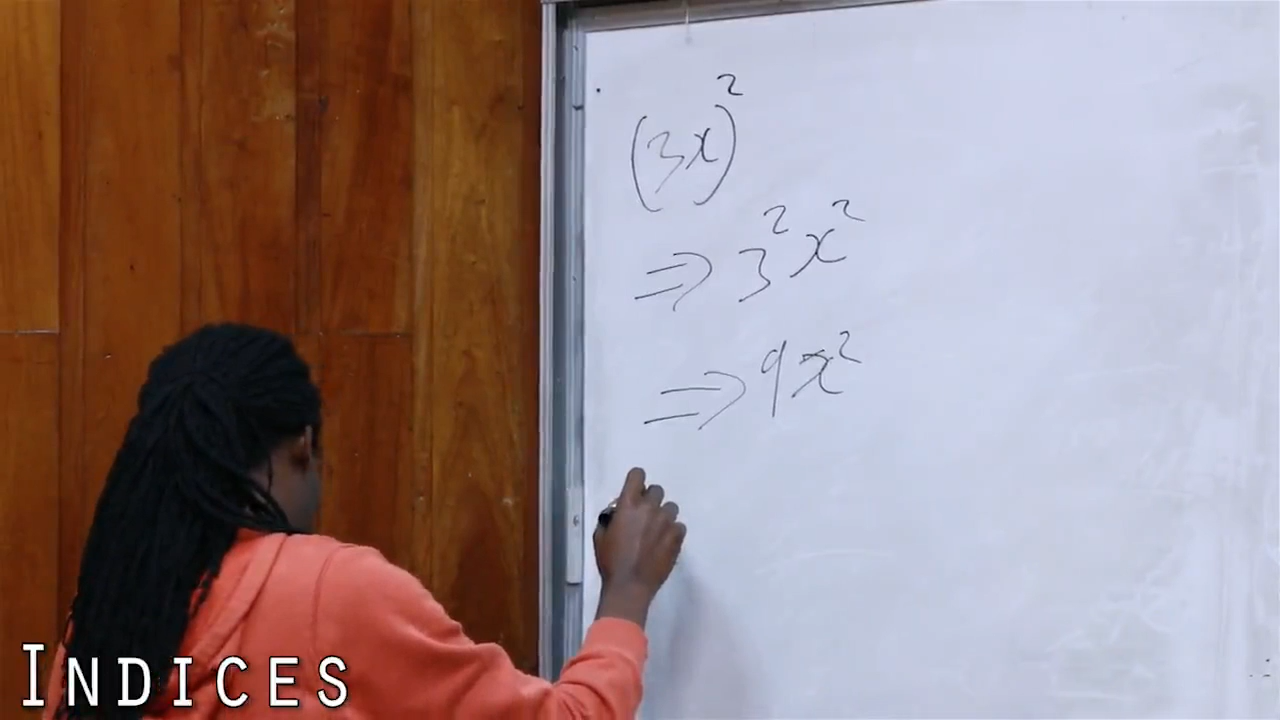 (3x)²
⇒ 3²x²
⇒ 9x²
INDICES